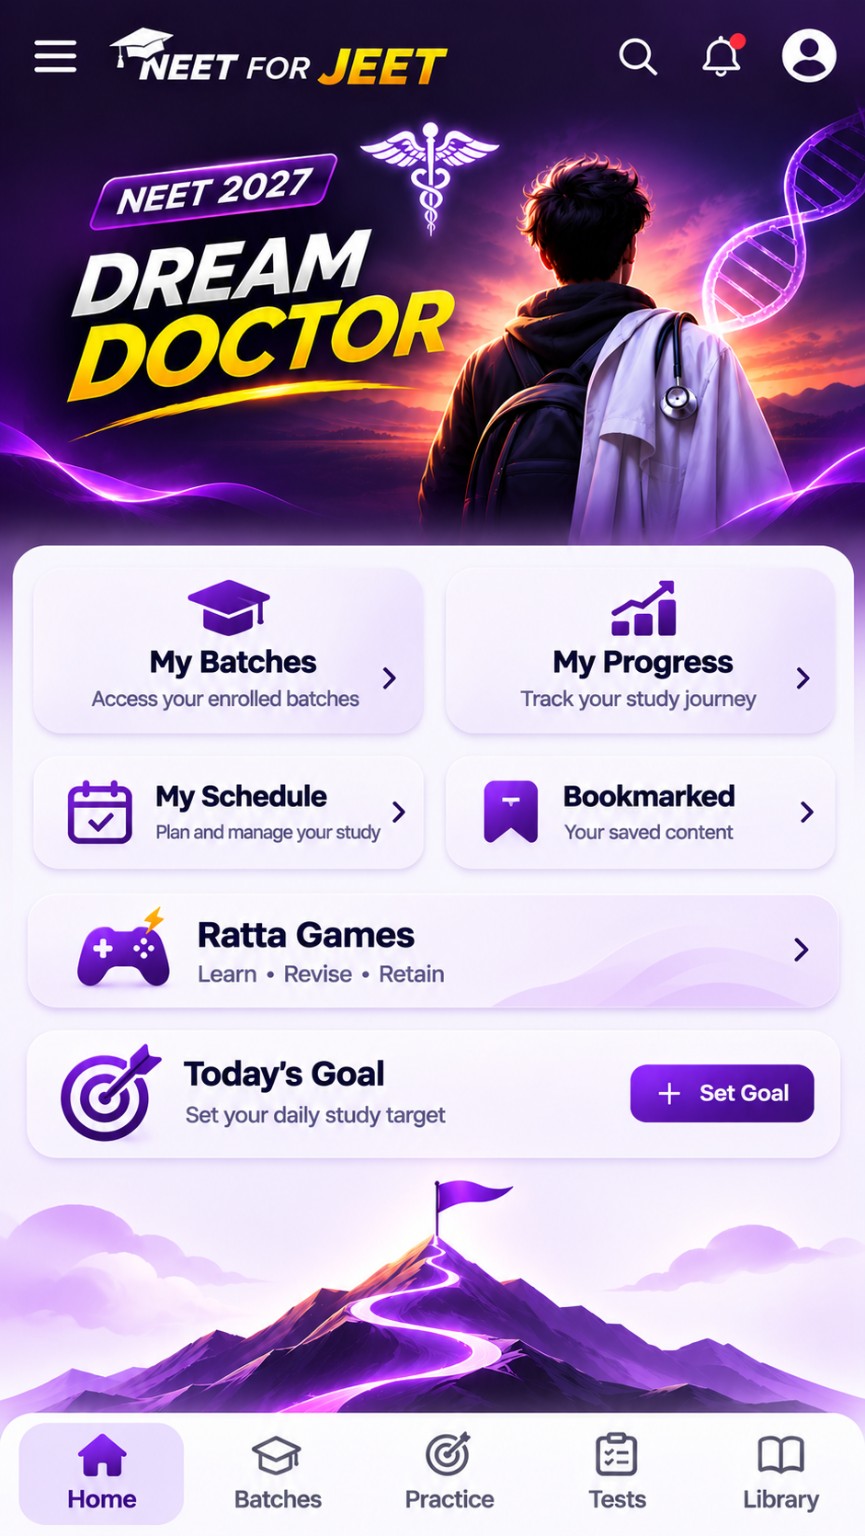 NEET FOR JEET
NEET 2027
DREAM
DOCTOR
My Batches
Access your enrolled batches
My Progress
Track your study journey
My Schedule
Plan and manage your study
Bookmarked
Your saved content
Ratta Games
Learn • Revise • Retain
Today's Goal
Set your daily study target
+ Set Goal
Home
Batches
Practice
Tests
Library